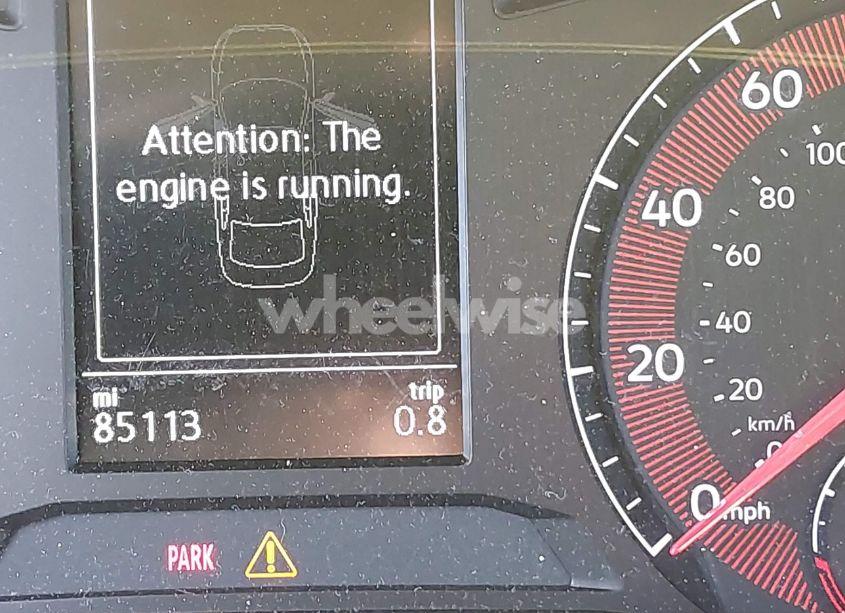 Attention: The
engine is running.
wheelwise
mi
85113
trip
0.8
PARK
60
40
20
0 mph
100
80
60
40
20
km/h
0